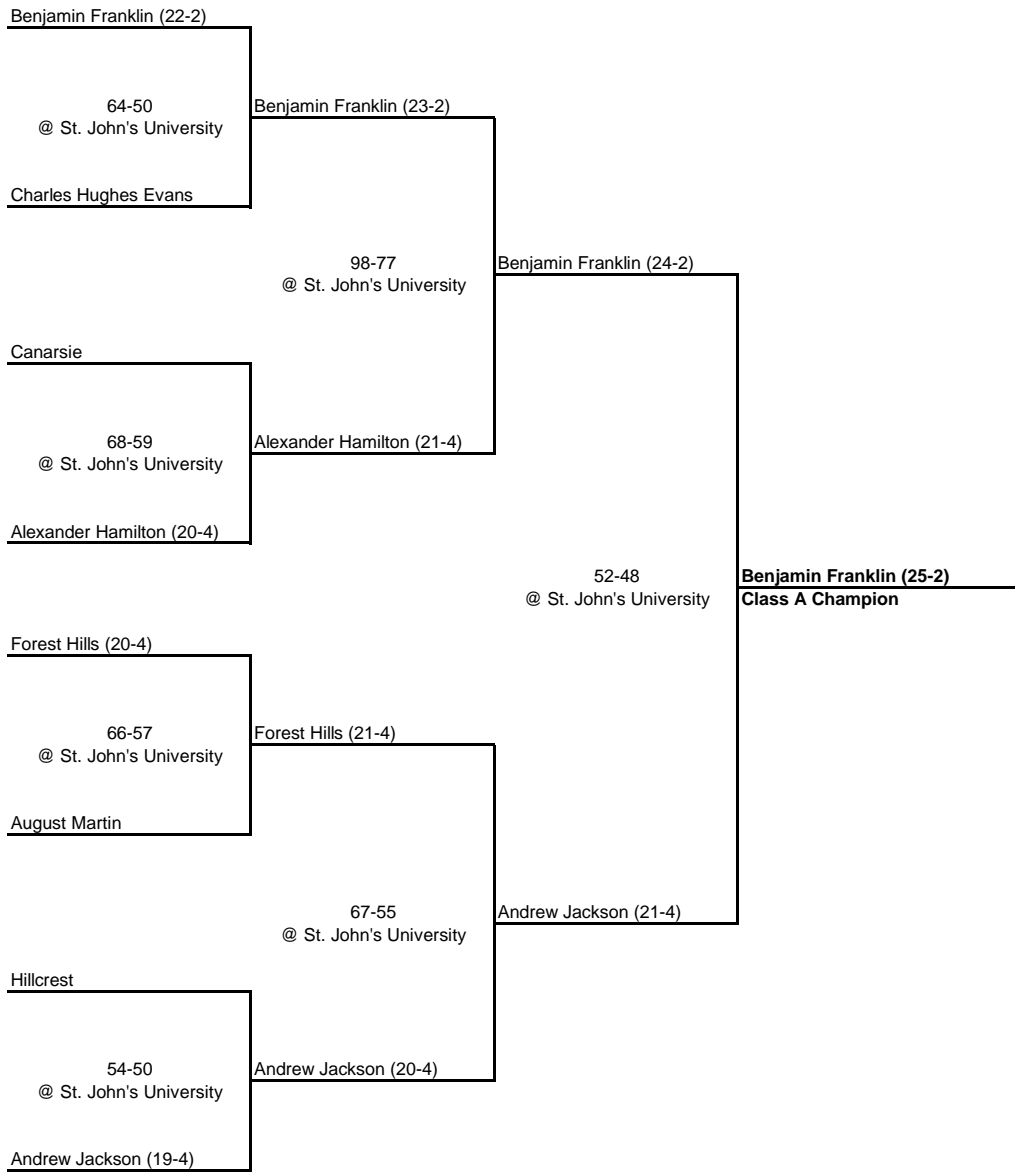 Benjamin Franklin (22-2)
64-50
@ St. John's University
Benjamin Franklin (23-2)
Charles Hughes Evans
98-77
@ St. John's University
Benjamin Franklin (24-2)
Canarsie
68-59
@ St. John's University
Alexander Hamilton (21-4)
Alexander Hamilton (20-4)
52-48
@ St. John's University
Benjamin Franklin (25-2)
Class A Champion
Forest Hills (20-4)
66-57
@ St. John's University
Forest Hills (21-4)
August Martin
67-55
@ St. John's University
Andrew Jackson (21-4)
Hillcrest
54-50
@ St. John's University
Andrew Jackson (20-4)
Andrew Jackson (19-4)